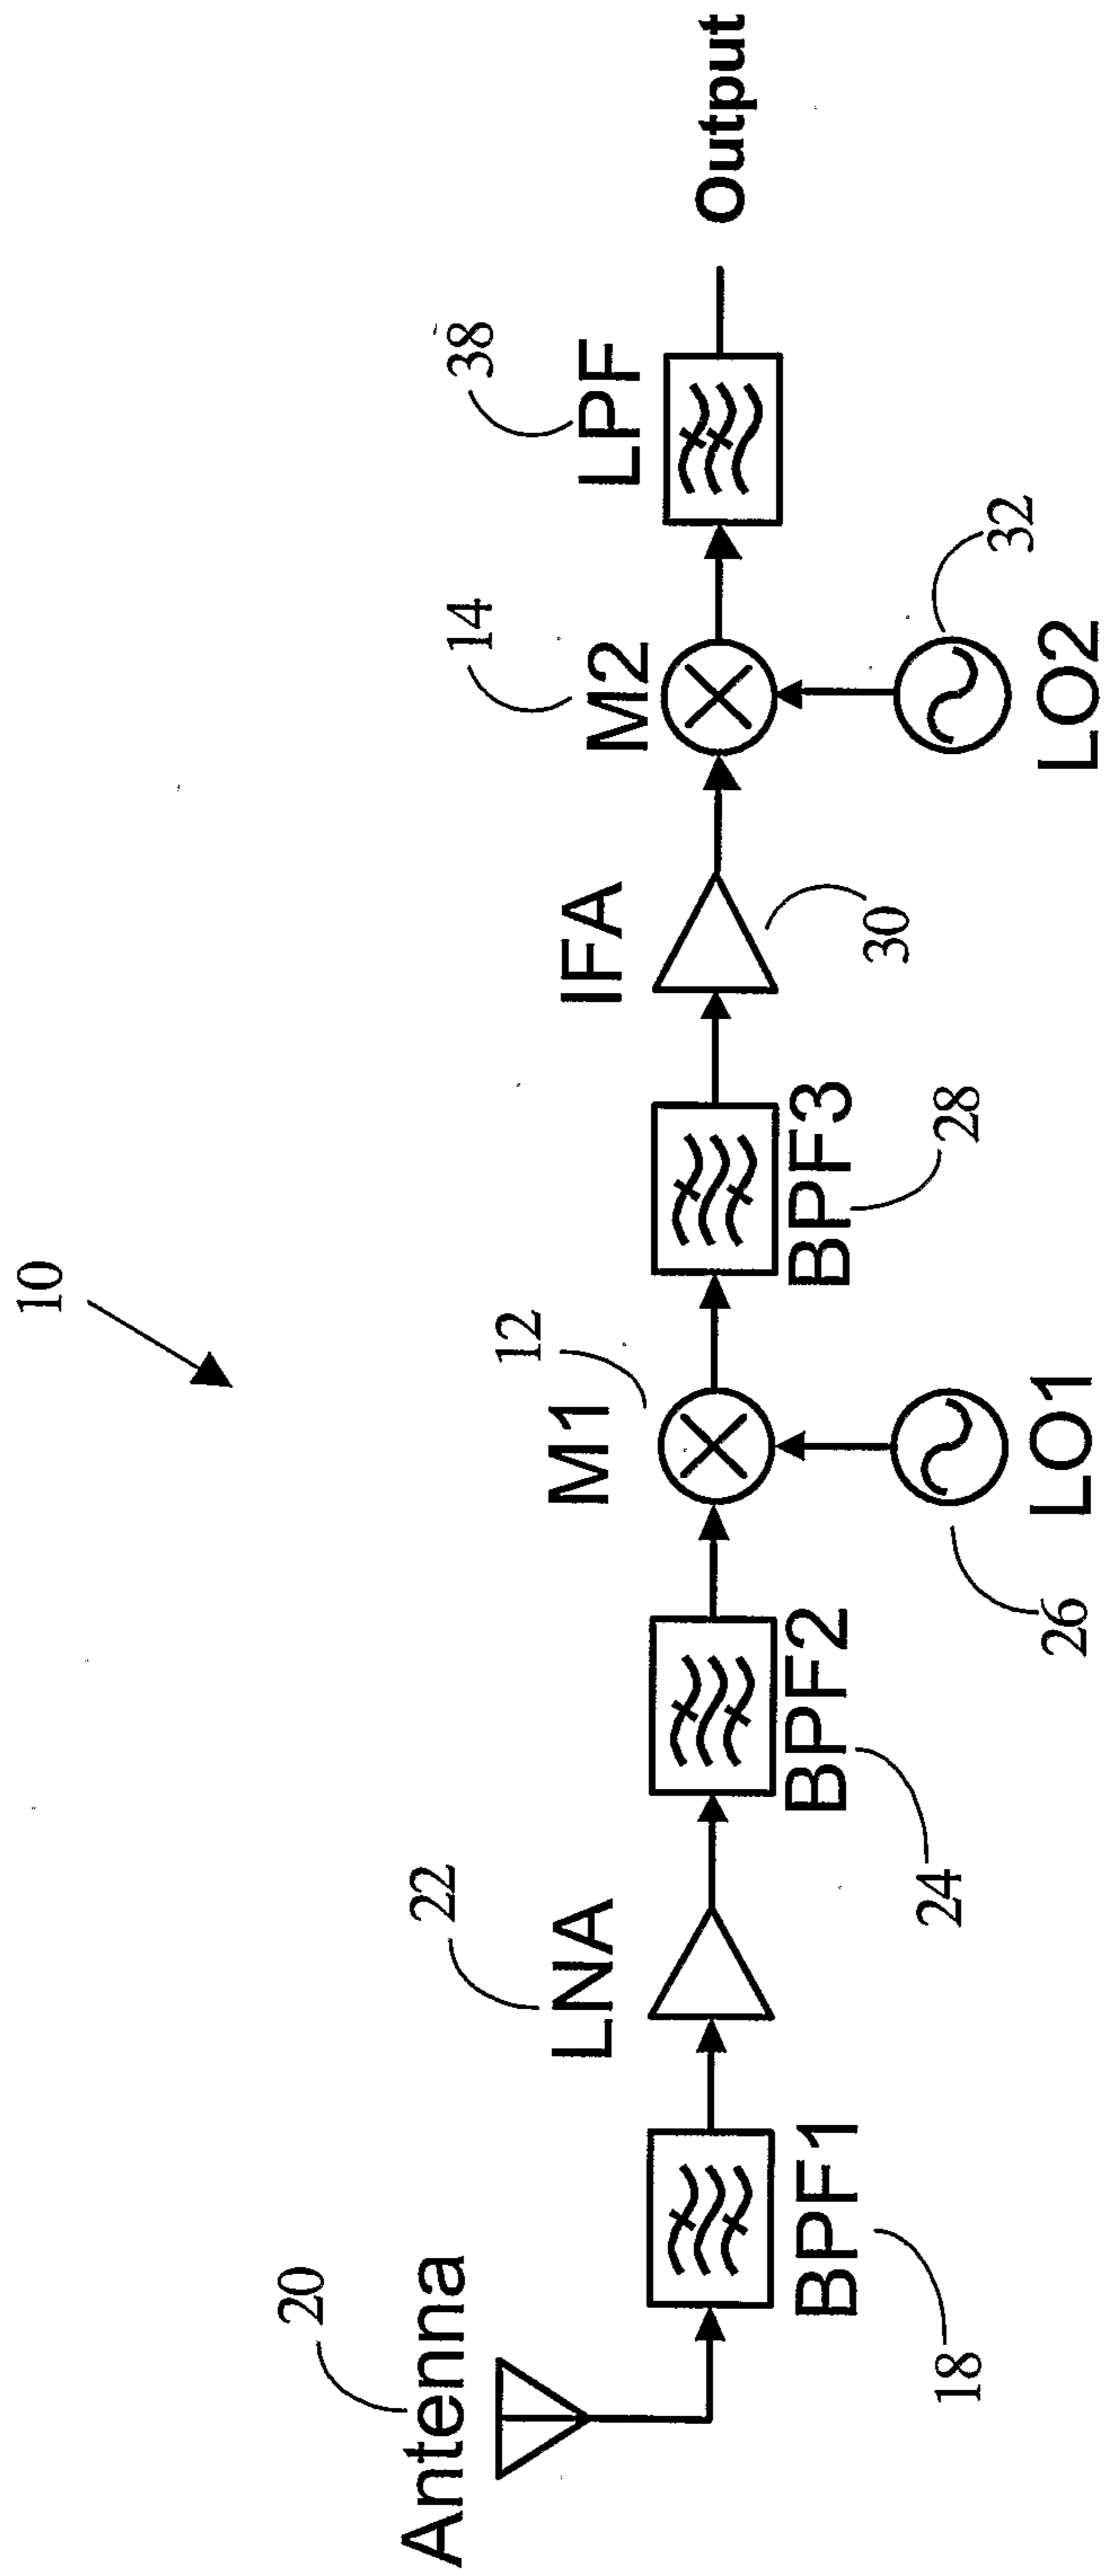 10
Antenna
20
BPF1
18
LNA
22
BPF2
24
M1
12
LO1
26
BPF3
28
IFA
30
M2
14
LO2
32
LPF
38
Output